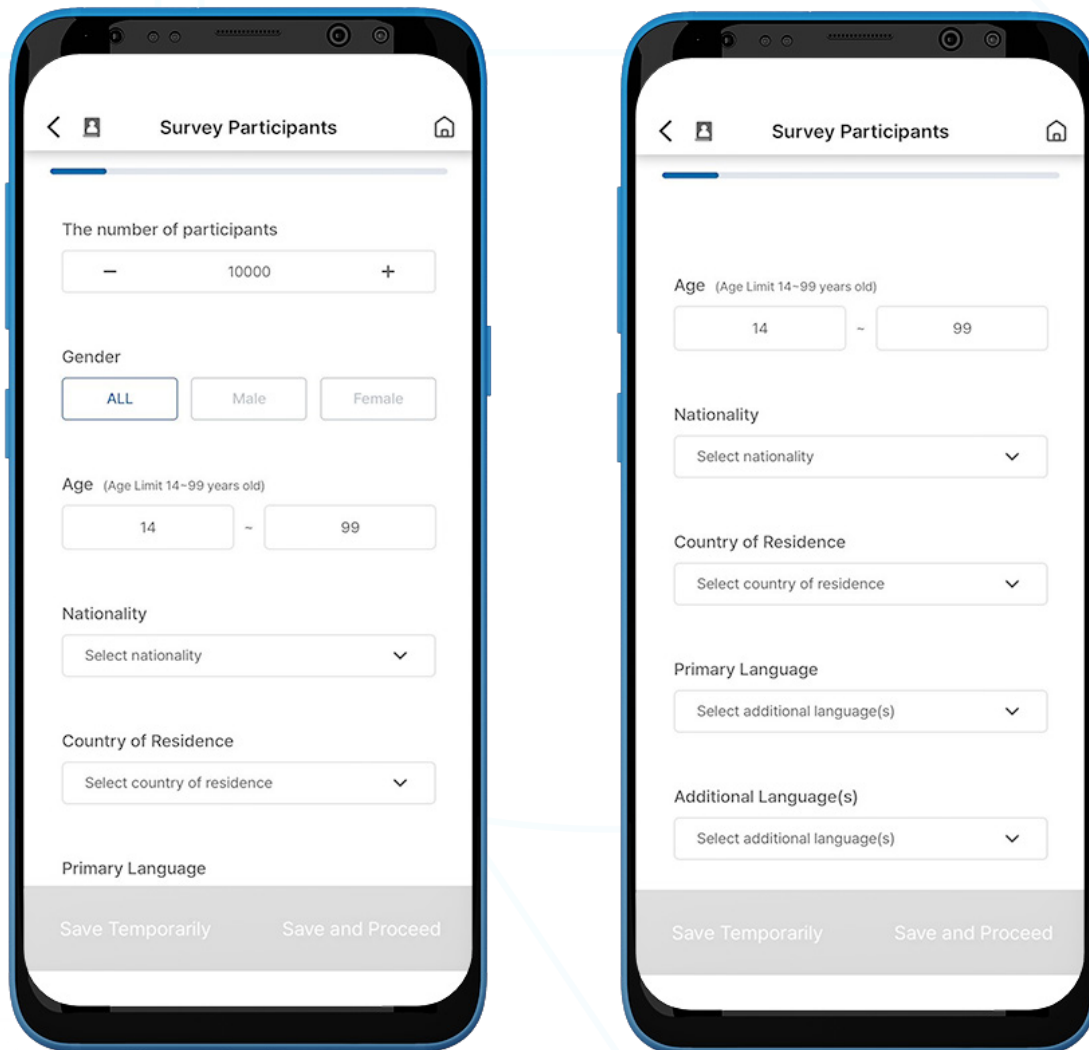 Survey Participants
The number of participants
− 10000 +
Gender
ALL Male Female
Age (Age Limit 14~99 years old)
14 ~ 99
Nationality
Select nationality
Country of Residence
Select country of residence
Primary Language
Save Temporarily Save and Proceed
Survey Participants
Age (Age Limit 14~99 years old)
14 ~ 99
Nationality
Select nationality
Country of Residence
Select country of residence
Primary Language
Select additional language(s)
Additional Language(s)
Select additional language(s)
Save Temporarily Save and Proceed